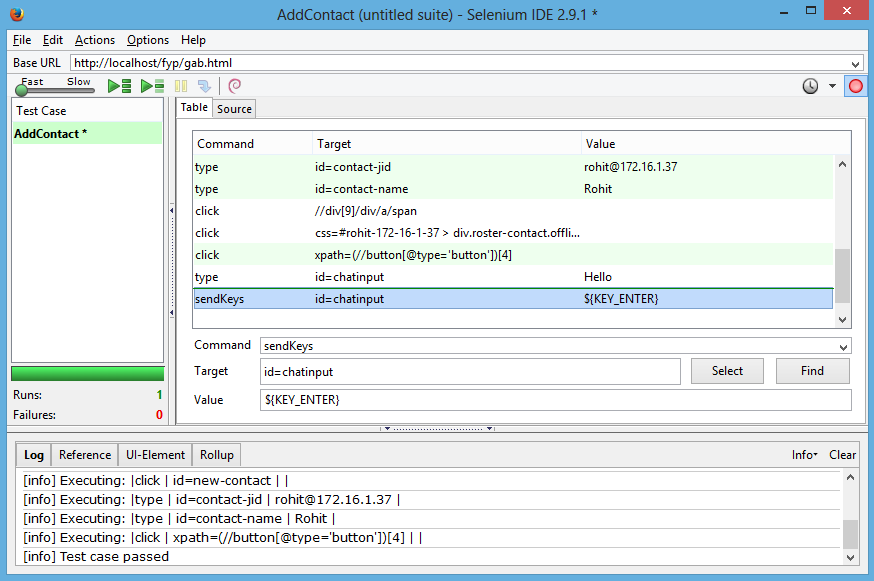 AddContact (untitled suite) - Selenium IDE 2.9.1 *
File Edit Actions Options Help
Base URL http://localhost/fyp/gab.html
Fast Slow
Test Case
AddContact *
Runs: 1
Failures: 0
Table Source
Command Target Value
type id=contact-jid rohit@172.16.1.37
type id=contact-name Rohit
click //div[9]/div/a/span
click css=#rohit-172-16-1-37 > div.roster-contact.offli...
click xpath=(//button[@type='button'])[4]
type id=chatinput Hello
sendKeys id=chatinput ${KEY_ENTER}
Command sendKeys
Target id=chatinput Select Find
Value ${KEY_ENTER}
Log Reference UI-Element Rollup Info Clear
[info] Executing: |click | id=new-contact | |
[info] Executing: |type | id=contact-jid | rohit@172.16.1.37 |
[info] Executing: |type | id=contact-name | Rohit |
[info] Executing: |click | xpath=(//button[@type='button'])[4] | |
[info] Test case passed